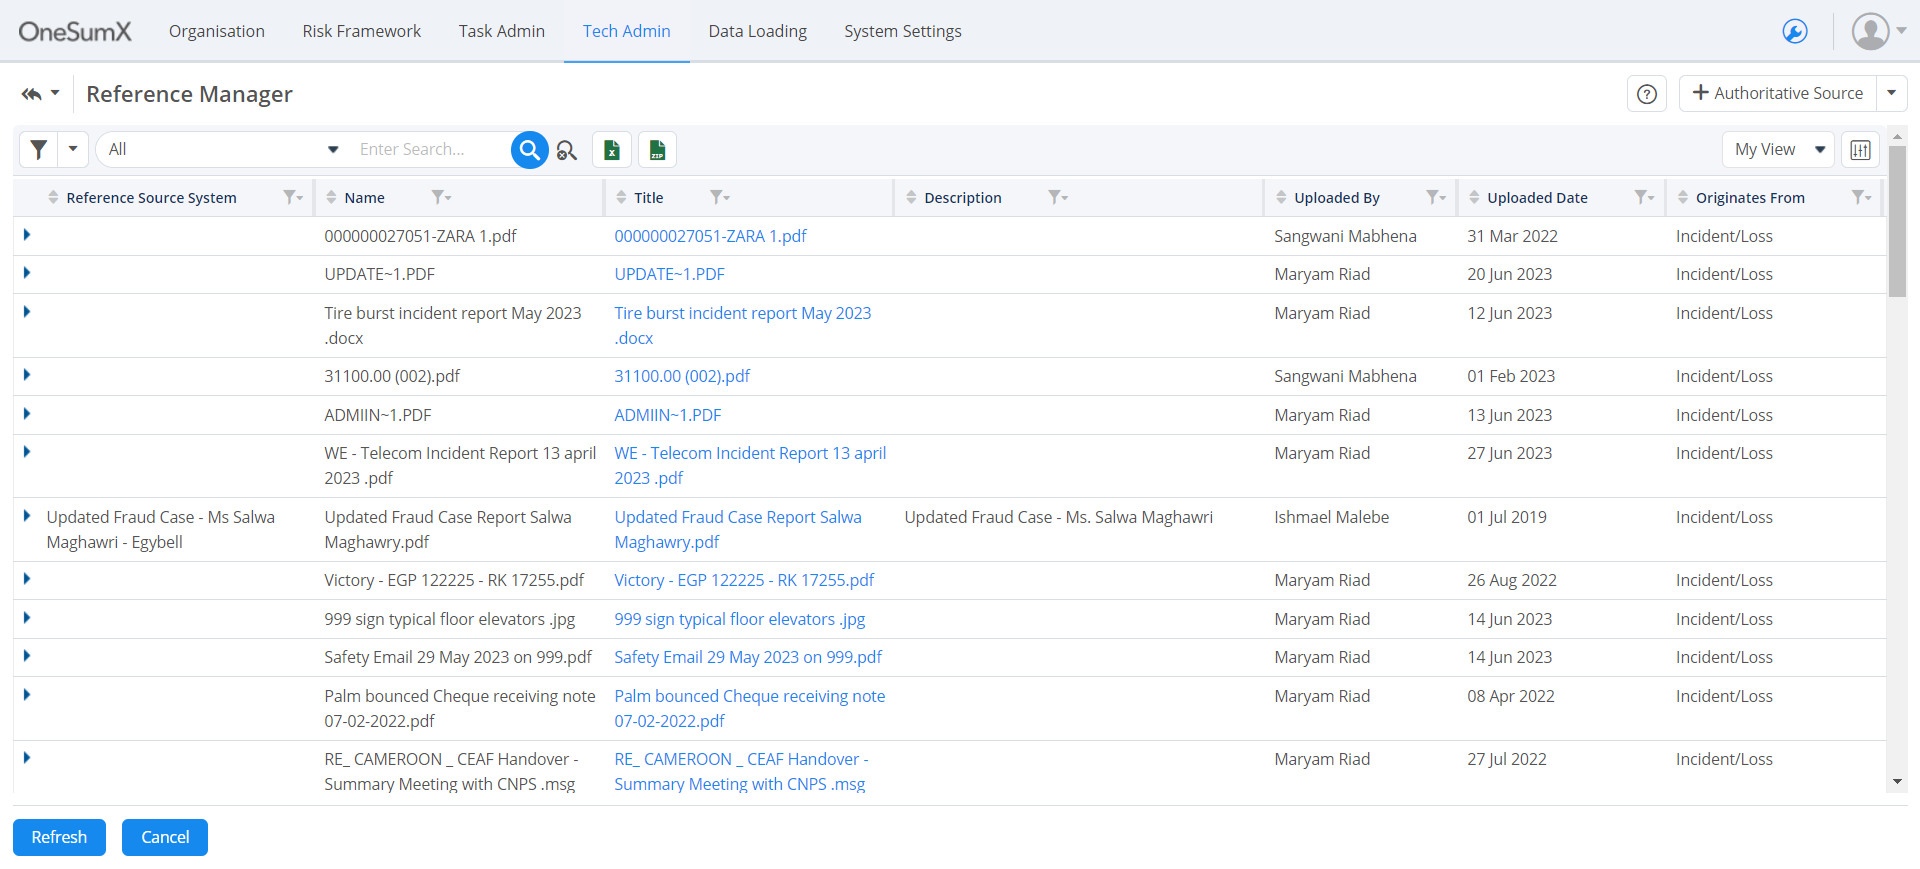 OneSumX Organisation Risk Framework Task Admin Tech Admin Data Loading System Settings
Reference Manager
? + Authoritative Source
All Enter Search... My View
Reference Source System Name Title Description Uploaded By Uploaded Date Originates From
000000027051-ZARA 1.pdf 000000027051-ZARA 1.pdf Sangwani Mabhena 31 Mar 2022 Incident/Loss
UPDATE~1.PDF UPDATE~1.PDF Maryam Riad 20 Jun 2023 Incident/Loss
Tire burst incident report May 2023 Tire burst incident report May 2023 Maryam Riad 12 Jun 2023 Incident/Loss
.docx .docx
31100.00 (002).pdf 31100.00 (002).pdf Sangwani Mabhena 01 Feb 2023 Incident/Loss
ADMIIN~1.PDF ADMIIN~1.PDF Maryam Riad 13 Jun 2023 Incident/Loss
WE - Telecom Incident Report 13 april WE - Telecom Incident Report 13 april Maryam Riad 27 Jun 2023 Incident/Loss
2023 .pdf 2023 .pdf
Updated Fraud Case - Ms Salwa Updated Fraud Case Report Salwa Updated Fraud Case Report Salwa Updated Fraud Case - Ms. Salwa Maghawri Ishmael Malebe 01 Jul 2019 Incident/Loss
Maghawri - Egybell Maghawry.pdf Maghawry.pdf
Victory - EGP 122225 - RK 17255.pdf Victory - EGP 122225 - RK 17255.pdf Maryam Riad 26 Aug 2022 Incident/Loss
999 sign typical floor elevators .jpg 999 sign typical floor elevators .jpg Maryam Riad 14 Jun 2023 Incident/Loss
Safety Email 29 May 2023 on 999.pdf Safety Email 29 May 2023 on 999.pdf Maryam Riad 14 Jun 2023 Incident/Loss
Palm bounced Cheque receiving note Palm bounced Cheque receiving note Maryam Riad 08 Apr 2022 Incident/Loss
07-02-2022.pdf 07-02-2022.pdf
RE_ CAMEROON _ CEAF Handover - RE_ CAMEROON _ CEAF Handover - Maryam Riad 27 Jul 2022 Incident/Loss
Summary Meeting with CNPS .msg Summary Meeting with CNPS .msg
Refresh Cancel